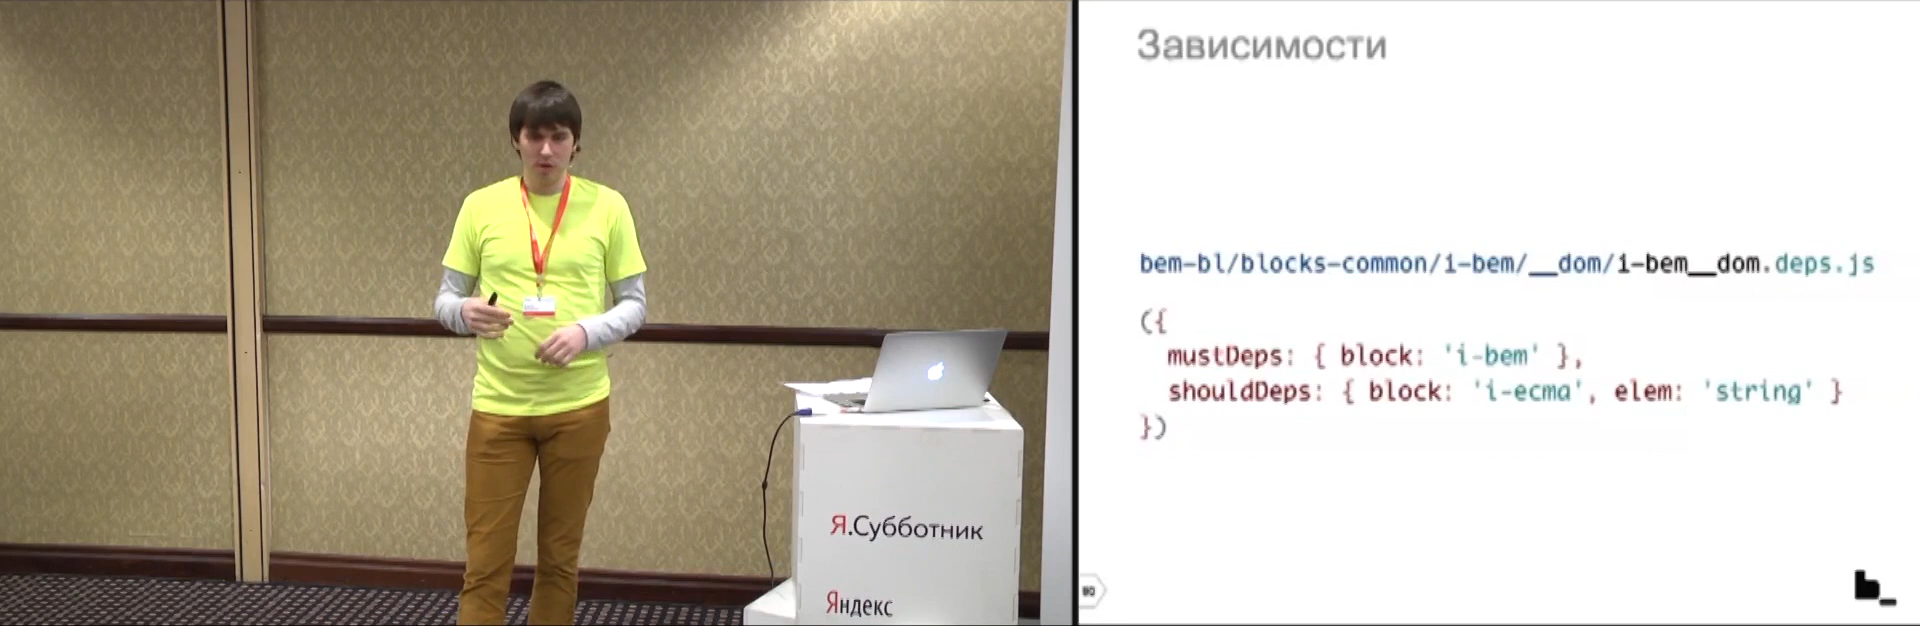 Зависимости
bem-bl/blocks-common/i-bem/__dom/i-bem__dom.deps.js
({
mustDeps: { block: 'i-bem' },
shouldDeps: { block: 'i-ecma', elem: 'string' }
})
Я.Субботник
Яндекс
b_